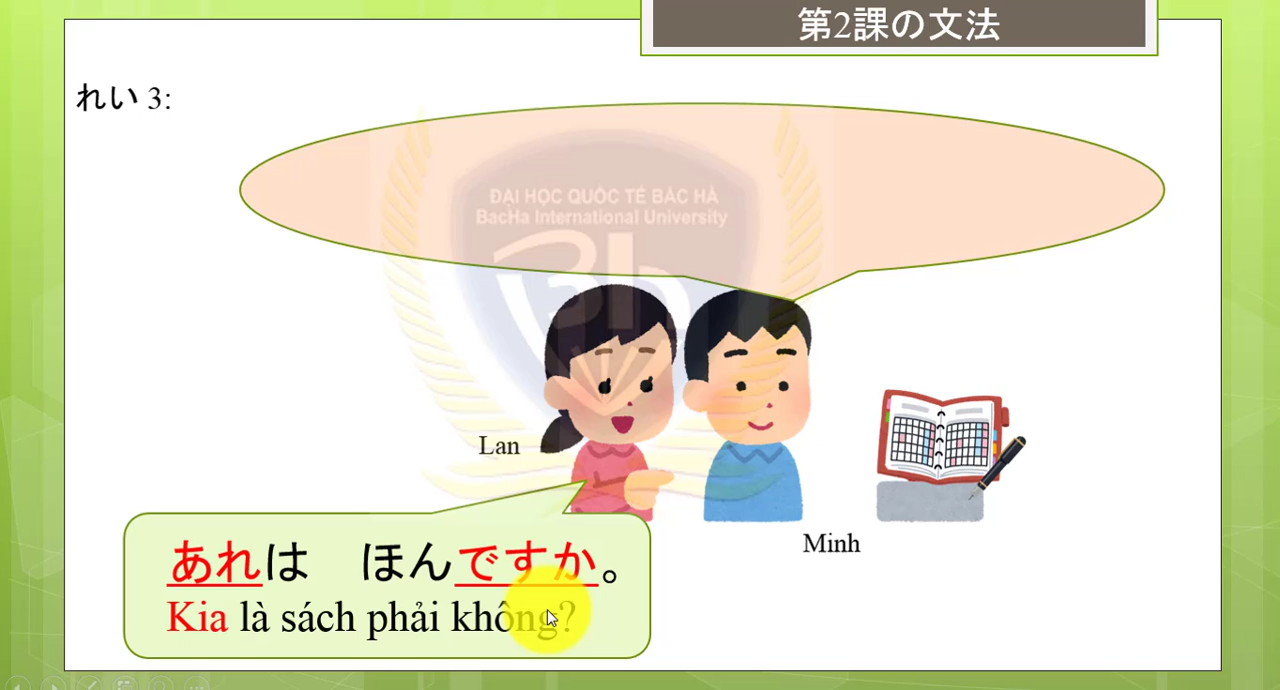 第2課の文法
れい 3:
ĐẠI HỌC QUỐC TẾ BẮC HÀ
BacHa International University
Lan
Minh
あれは　ほんですか。
Kia là sách phải không?